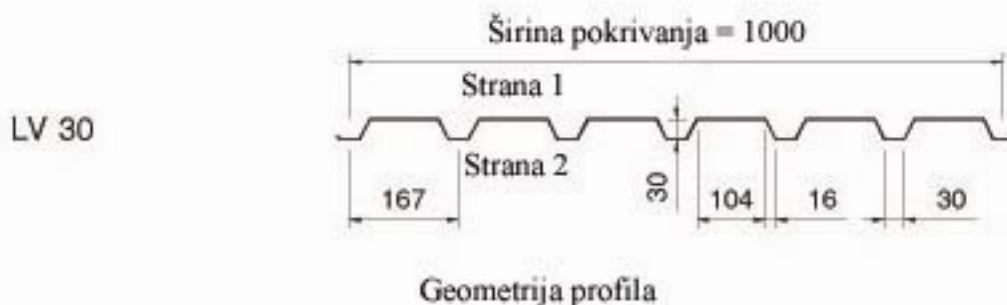 Širina pokrivanja = 1000
Strana 1
LV 30
Strana 2
167
30
104
16
30
Geometrija profila